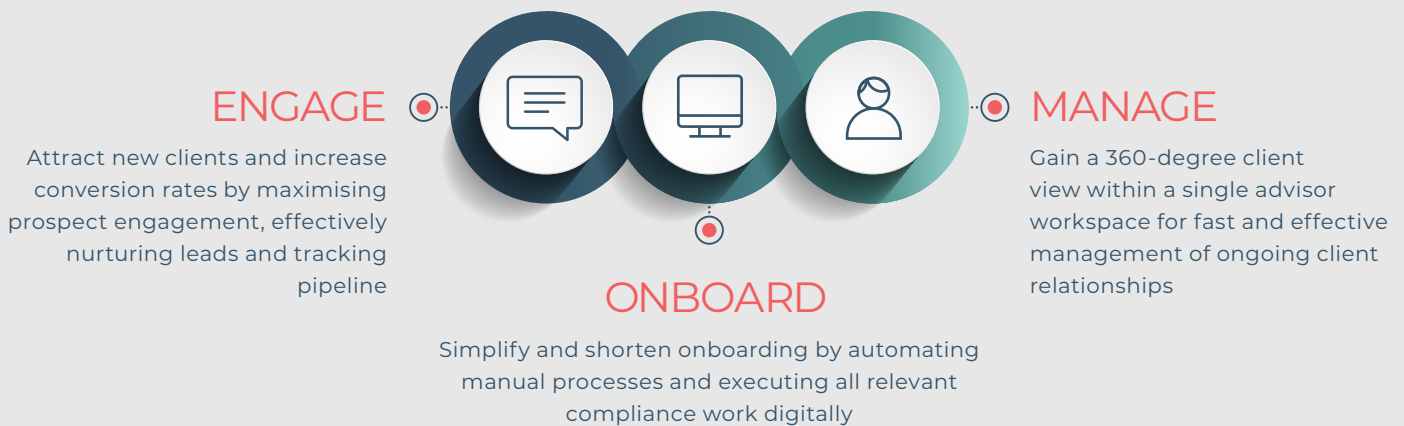 ENGAGE
Attract new clients and increase
conversion rates by maximising
prospect engagement, effectively
nurturing leads and tracking
pipeline
ONBOARD
Simplify and shorten onboarding by automating
manual processes and executing all relevant
compliance work digitally
MANAGE
Gain a 360-degree client
view within a single advisor
workspace for fast and effective
management of ongoing client
relationships